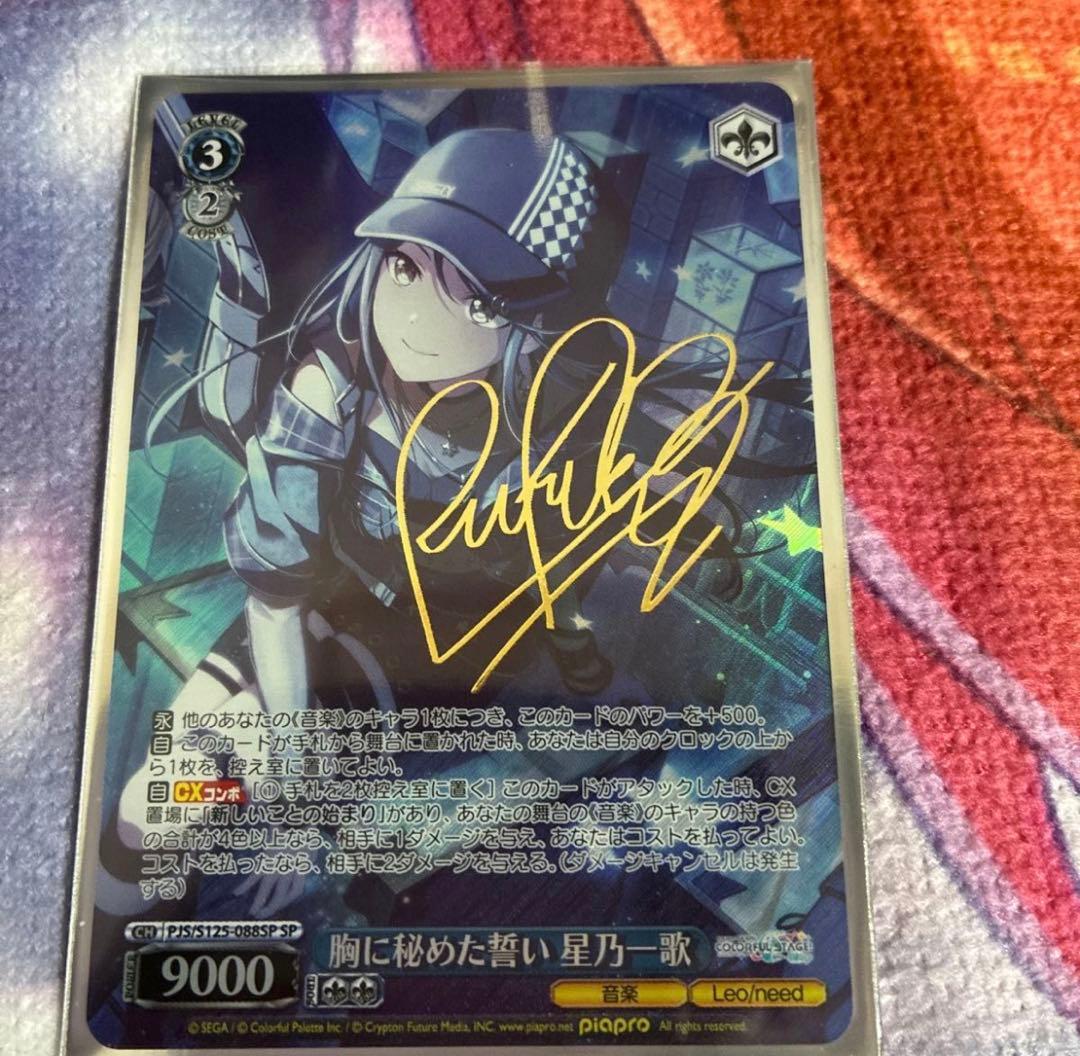 LEVEL
3
2
COST
永 他のあなたの《音楽》のキャラ1枚につき、このカードのパワーを+500。
自 このカードが手札から舞台に置かれた時、あなたは自分のクロックの上か
ら1枚を、控え室に置いてよい。
自 CXコンボ [① 手札を2枚控え室に置く] このカードがアタックした時、CX
置場に「新しいことの始まり」があり、あなたの舞台の《音楽》のキャラの持つ色
の合計が4色以上なら、相手に1ダメージを与え、あなたはコストを払ってよい。
コストを払ったなら、相手に2ダメージを与える。(ダメージキャンセルは発生
する)
CH PJS/S125-088SP SP
胸に秘めた誓い 星乃一歌
COLORFUL STAGE!
POWER 9000 SOUL
音楽 Leo/need
© SEGA / © Colorful Palette Inc. / © Crypton Future Media, INC. www.piapro.net piapro All rights reserved.